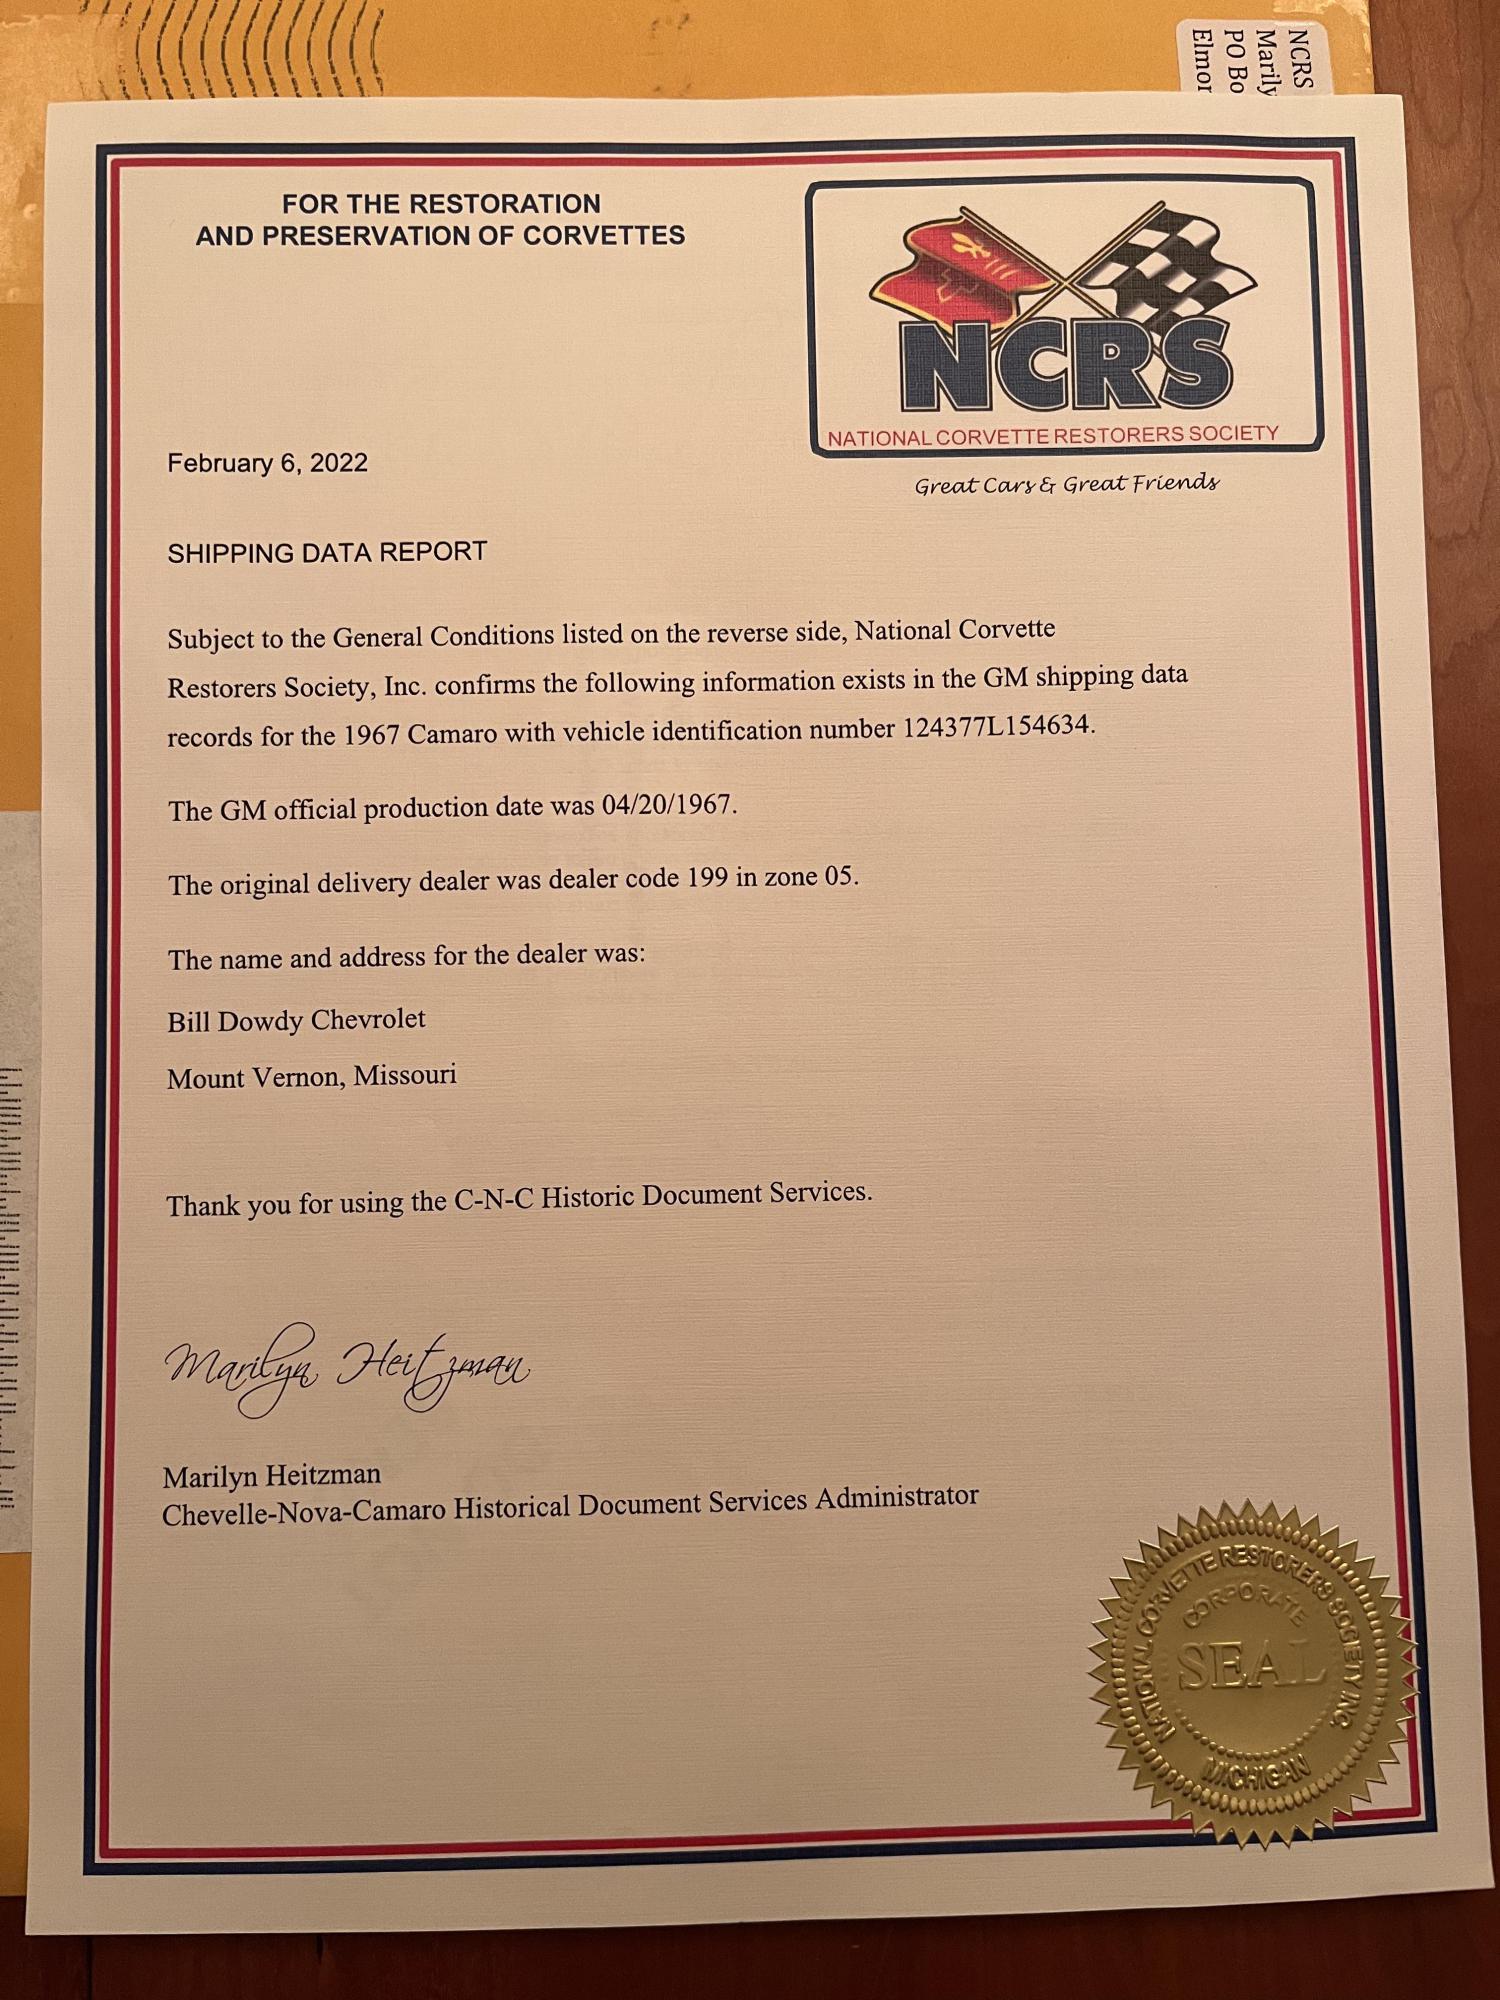 NCRS
Marily
PO Bo
Elmor
FOR THE RESTORATION
AND PRESERVATION OF CORVETTES
NCRS
NATIONAL CORVETTE RESTORERS SOCIETY
Great Cars & Great Friends
February 6, 2022
SHIPPING DATA REPORT
Subject to the General Conditions listed on the reverse side, National Corvette
Restorers Society, Inc. confirms the following information exists in the GM shipping data
records for the 1967 Camaro with vehicle identification number 124377L154634.
The GM official production date was 04/20/1967.
The original delivery dealer was dealer code 199 in zone 05.
The name and address for the dealer was:
Bill Dowdy Chevrolet
Mount Vernon, Missouri
Thank you for using the C-N-C Historic Document Services.
Marilyn Heitzman
Marilyn Heitzman
Chevelle-Nova-Camaro Historical Document Services Administrator
NATIONAL CORVETTE RESTORERS SOCIETY INC.
CORPORATE
SEAL
MICHIGAN